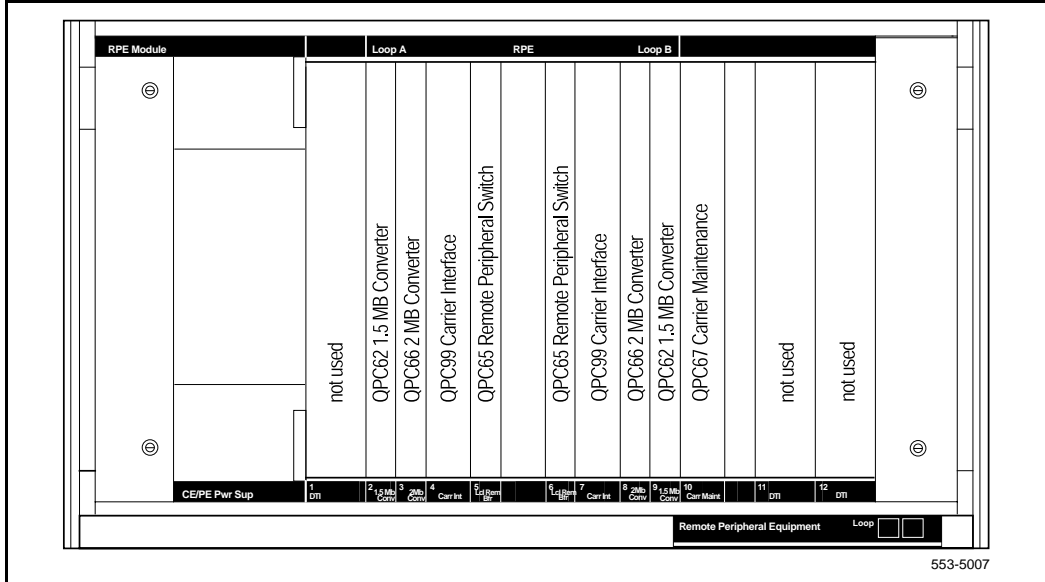 RPE Module Loop A RPE Loop B
not used
QPC62 1.5 MB Converter
QPC66 2 MB Converter
QPC99 Carrier Interface
QPC65 Remote Peripheral Switch
QPC65 Remote Peripheral Switch
QPC99 Carrier Interface
QPC66 2 MB Converter
QPC62 1.5 MB Converter
QPC67 Carrier Maintenance
not used
not used
CE/PE Pwr Sup
1
DTI
2 1.5 Mb
Conv
3 2Mb
Conv
4
Carr Int
5 Lcl Rem
Bfr
6 Lcl Rem
Bfr
7
Carr Int
8 2Mb
Conv
9 1.5 Mb
Conv
10
Carr Maint
11
DTI
12
DTI
Remote Peripheral Equipment Loop
553-5007